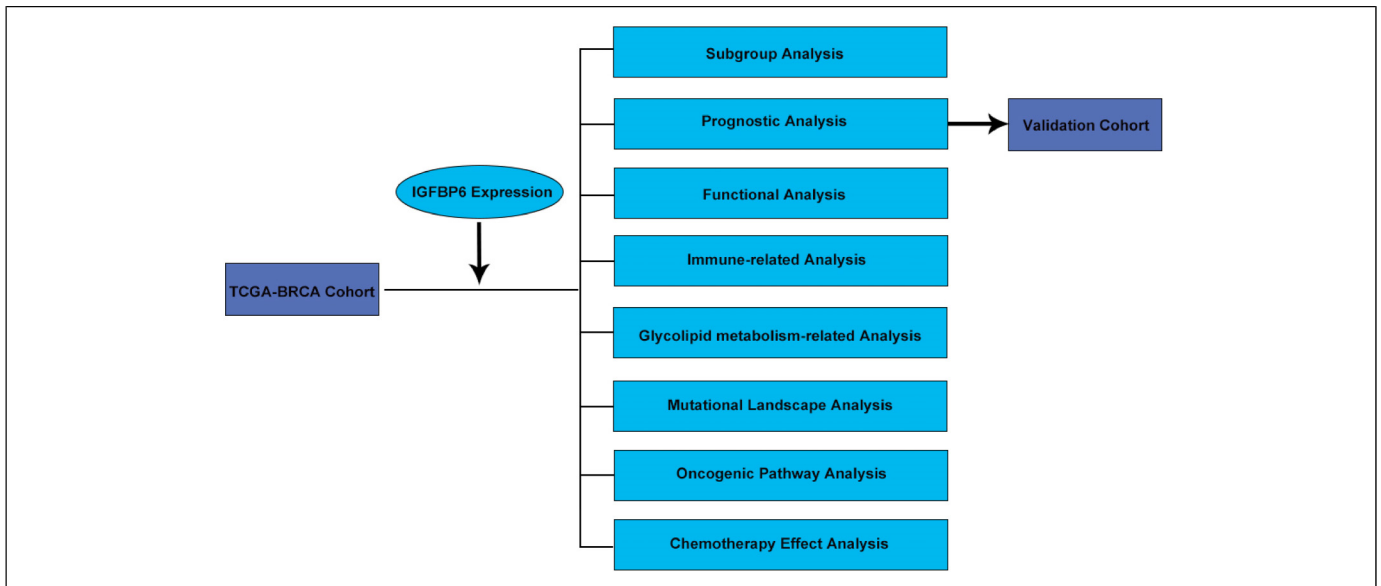 Subgroup Analysis
Prognostic Analysis
Validation Cohort
Functional Analysis
IGFBP6 Expression
Immune-related Analysis
TCGA-BRCA Cohort
Glycolipid metabolism-related Analysis
Mutational Landscape Analysis
Oncogenic Pathway Analysis
Chemotherapy Effect Analysis